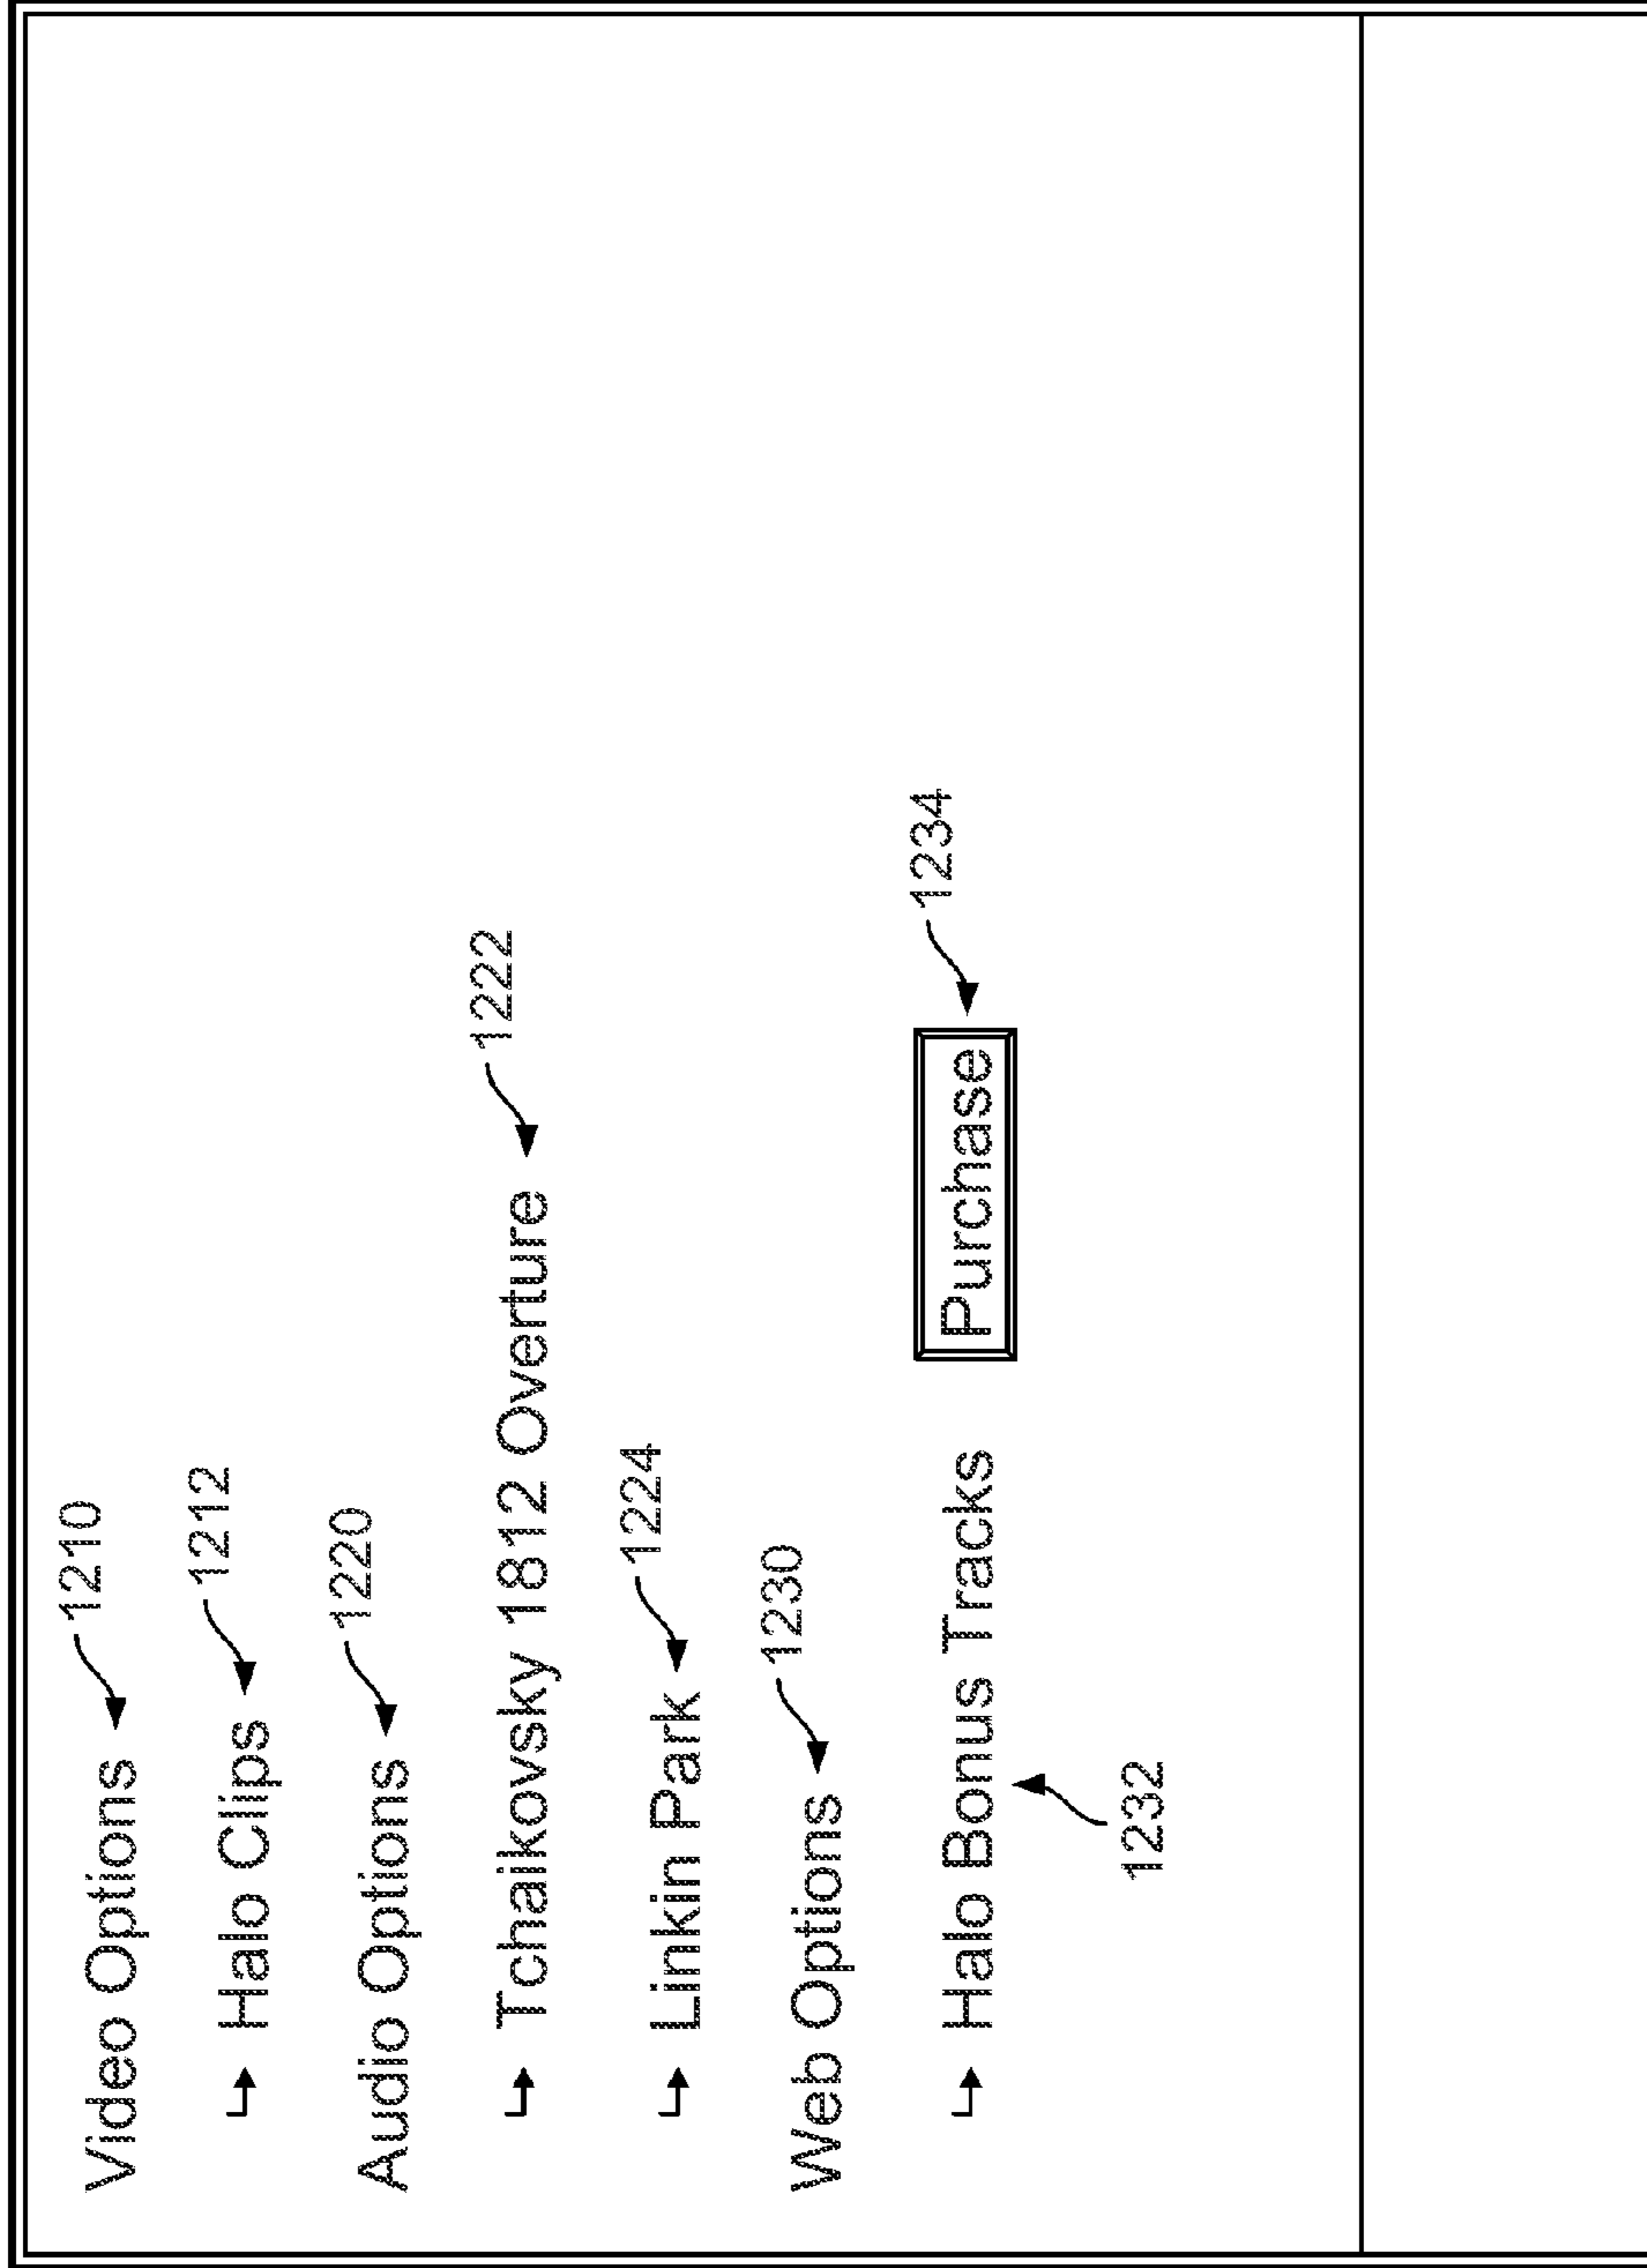 Video Options 1210
Halo Clips 1212
Audio Options 1220
Tchaikovsky 1812 Overture 1222
Linkin Park 1224
Web Options 1230
Halo Bonus Tracks Purchase 1234
1232